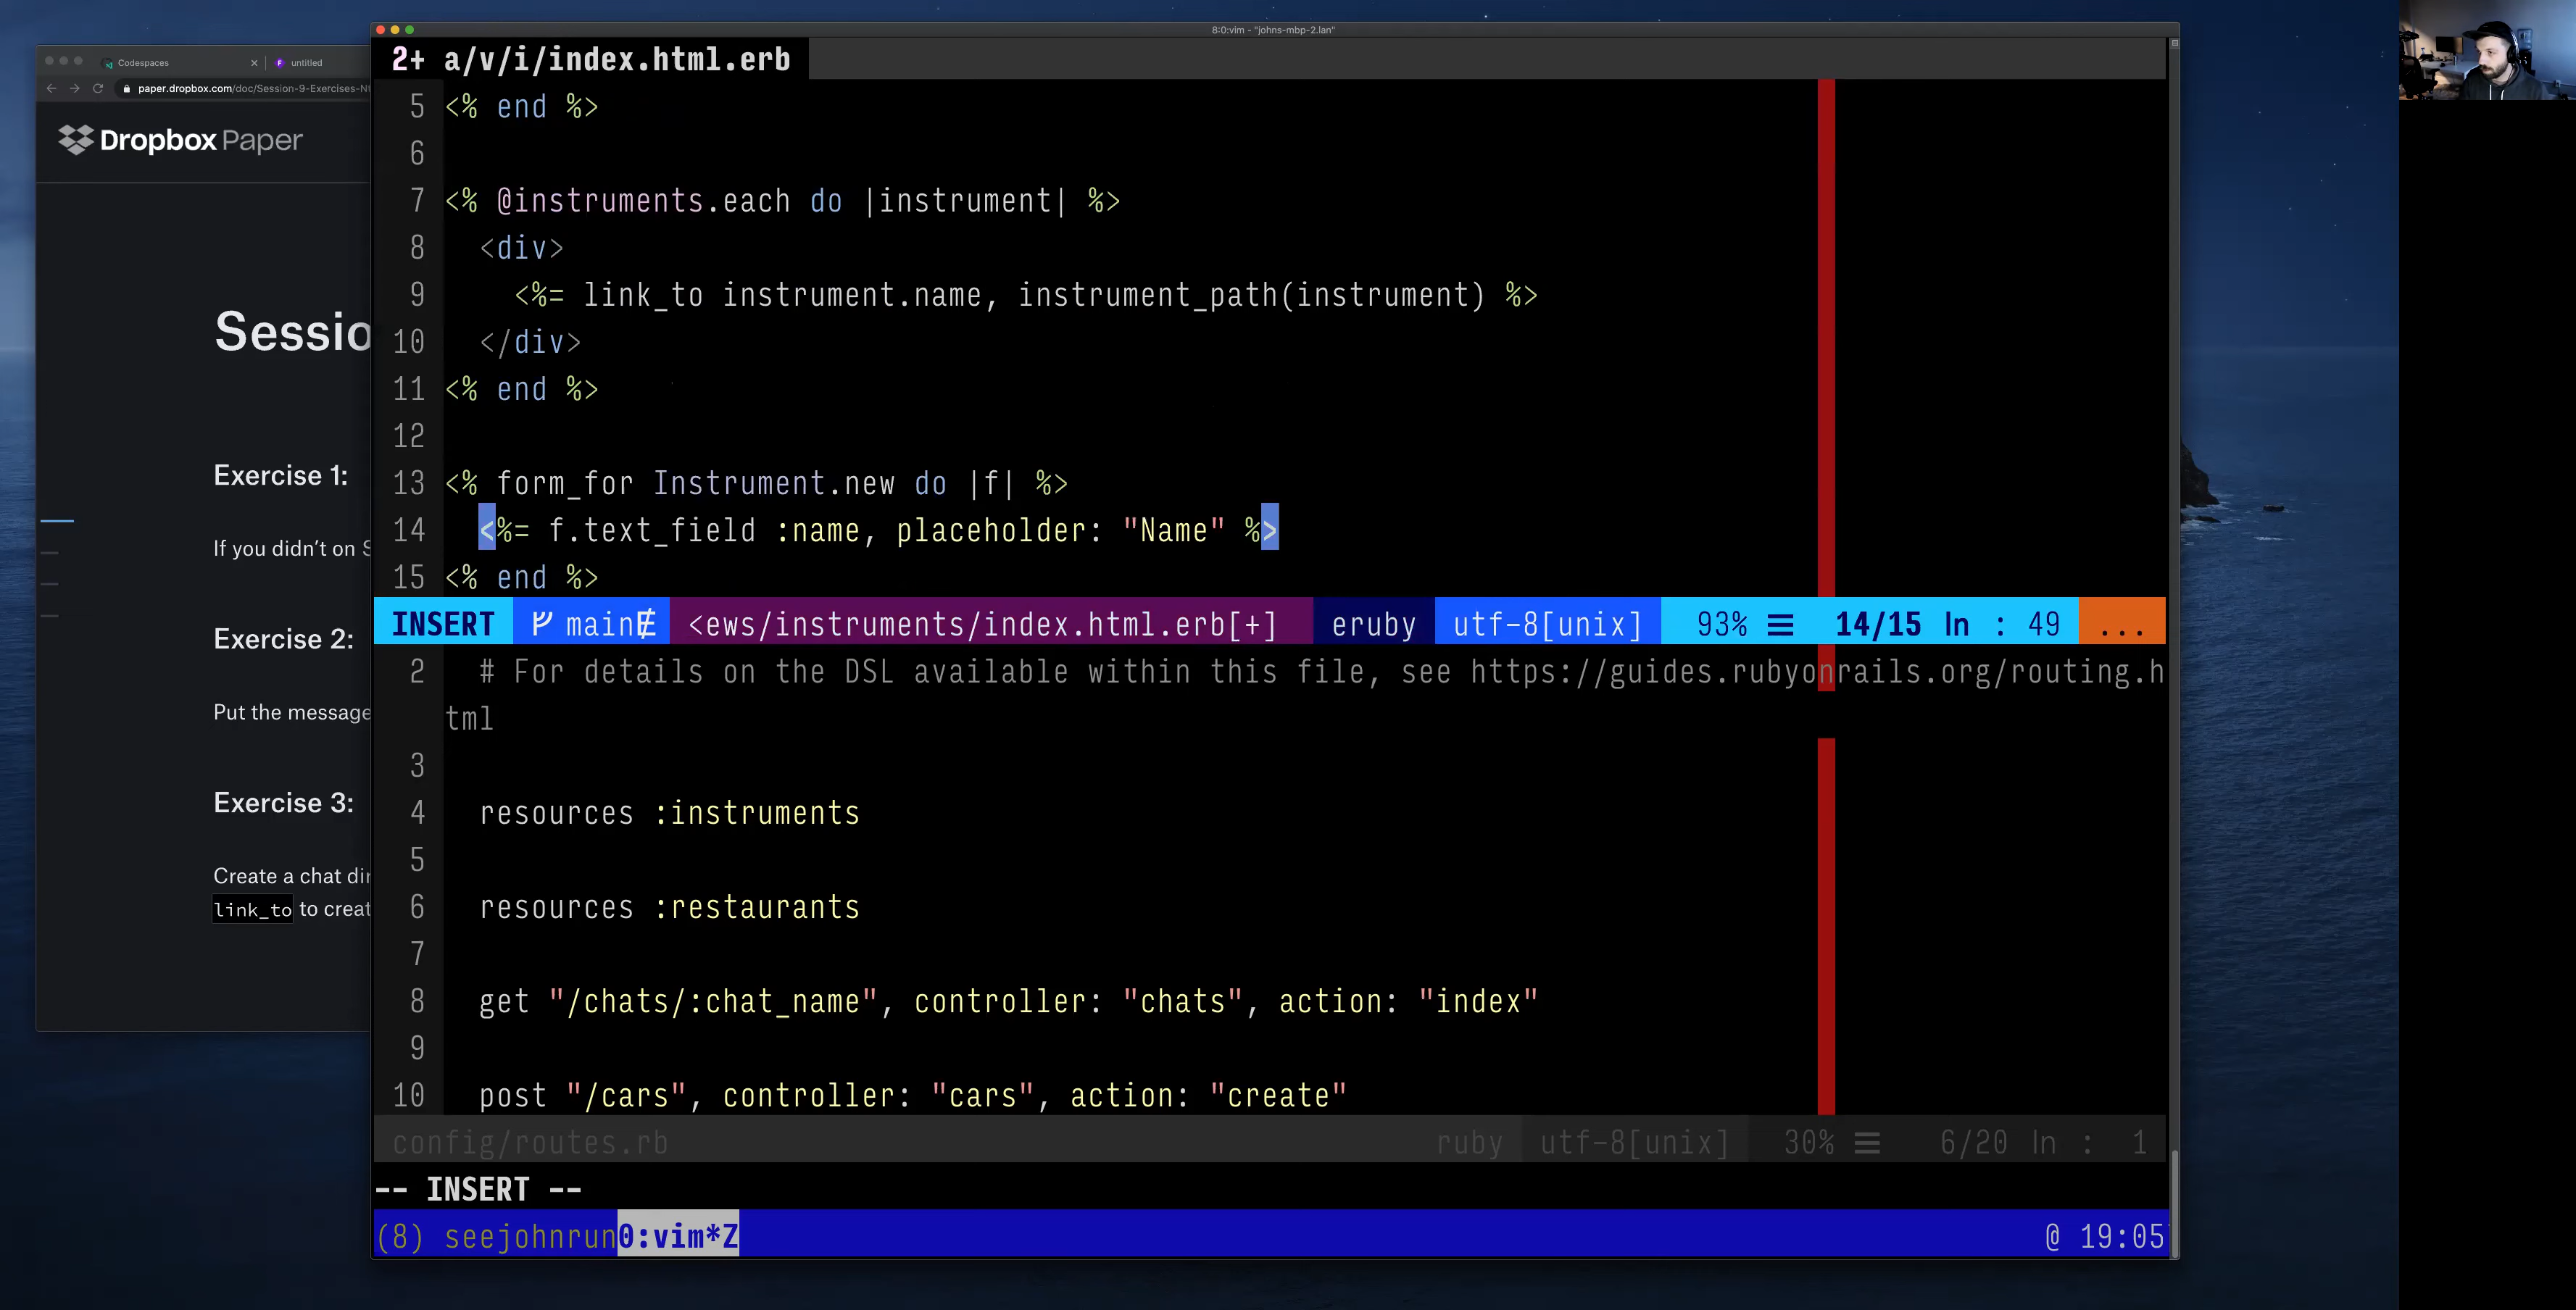 8:0:vim - "johns-mbp-2.lan"
Codespaces
untitled
paper.dropbox.com/doc/Session-9-Exercises-N
Dropbox Paper
Sessio
Exercise 1:
If you didn't on S
Exercise 2:
Put the message
Exercise 3:
Create a chat dir
link_to to creat
2+ a/v/i/index.html.erb
5 <% end %>
6
7 <% @instruments.each do |instrument| %>
8 <div>
9 <%= link_to instrument.name, instrument_path(instrument) %>
10 </div>
11 <% end %>
12
13 <% form_for Instrument.new do |f| %>
14 <%= f.text_field :name, placeholder: "Name" %>
15 <% end %>
INSERT main <ews/instruments/index.html.erb[+] eruby utf-8[unix] 93% ☰ 14/15 ln : 49 ...
2 # For details on the DSL available within this file, see https://guides.rubyonrails.org/routing.h
tml
3
4 resources :instruments
5
6 resources :restaurants
7
8 get "/chats/:chat_name", controller: "chats", action: "index"
9
10 post "/cars", controller: "cars", action: "create"
config/routes.rb ruby utf-8[unix] 30% ☰ 6/20 ln : 1
-- INSERT --
(8) seejohnrun0:vim*Z @ 19:05